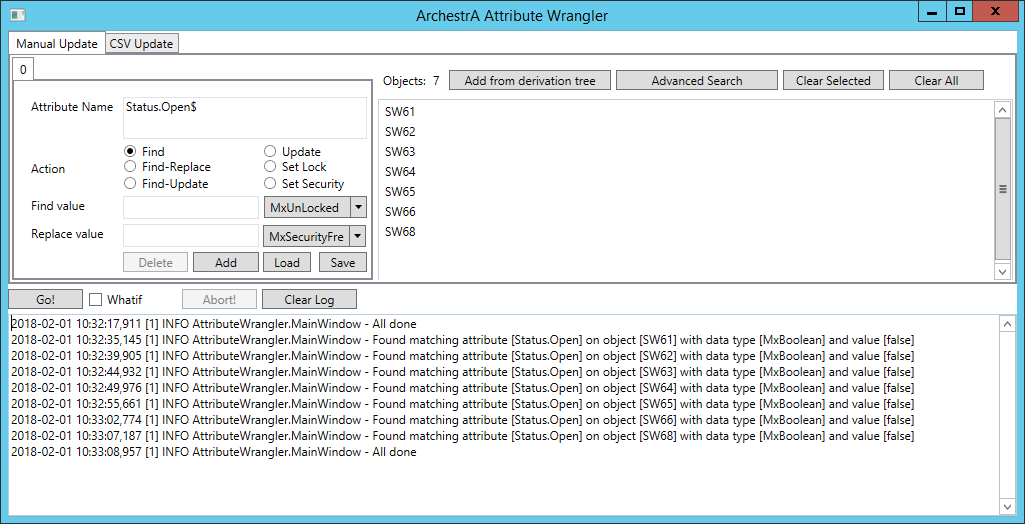 ArchestrA Attribute Wrangler
Manual Update CSV Update
0
Objects: 7 Add from derivation tree Advanced Search Clear Selected Clear All
Attribute Name Status.Open$
Action
Find Update
Find-Replace Set Lock
Find-Update Set Security
Find value MxUnLocked
Replace value MxSecurityFre
Delete Add Load Save
SW61
SW62
SW63
SW64
SW65
SW66
SW68
Go! Whatif Abort! Clear Log
2018-02-01 10:32:17,911 [1] INFO AttributeWrangler.MainWindow - All done
2018-02-01 10:32:35,145 [1] INFO AttributeWrangler.MainWindow - Found matching attribute [Status.Open] on object [SW61] with data type [MxBoolean] and value [false]
2018-02-01 10:32:39,905 [1] INFO AttributeWrangler.MainWindow - Found matching attribute [Status.Open] on object [SW62] with data type [MxBoolean] and value [false]
2018-02-01 10:32:44,932 [1] INFO AttributeWrangler.MainWindow - Found matching attribute [Status.Open] on object [SW63] with data type [MxBoolean] and value [false]
2018-02-01 10:32:49,976 [1] INFO AttributeWrangler.MainWindow - Found matching attribute [Status.Open] on object [SW64] with data type [MxBoolean] and value [false]
2018-02-01 10:32:55,661 [1] INFO AttributeWrangler.MainWindow - Found matching attribute [Status.Open] on object [SW65] with data type [MxBoolean] and value [false]
2018-02-01 10:33:02,774 [1] INFO AttributeWrangler.MainWindow - Found matching attribute [Status.Open] on object [SW66] with data type [MxBoolean] and value [false]
2018-02-01 10:33:07,187 [1] INFO AttributeWrangler.MainWindow - Found matching attribute [Status.Open] on object [SW68] with data type [MxBoolean] and value [false]
2018-02-01 10:33:08,957 [1] INFO AttributeWrangler.MainWindow - All done